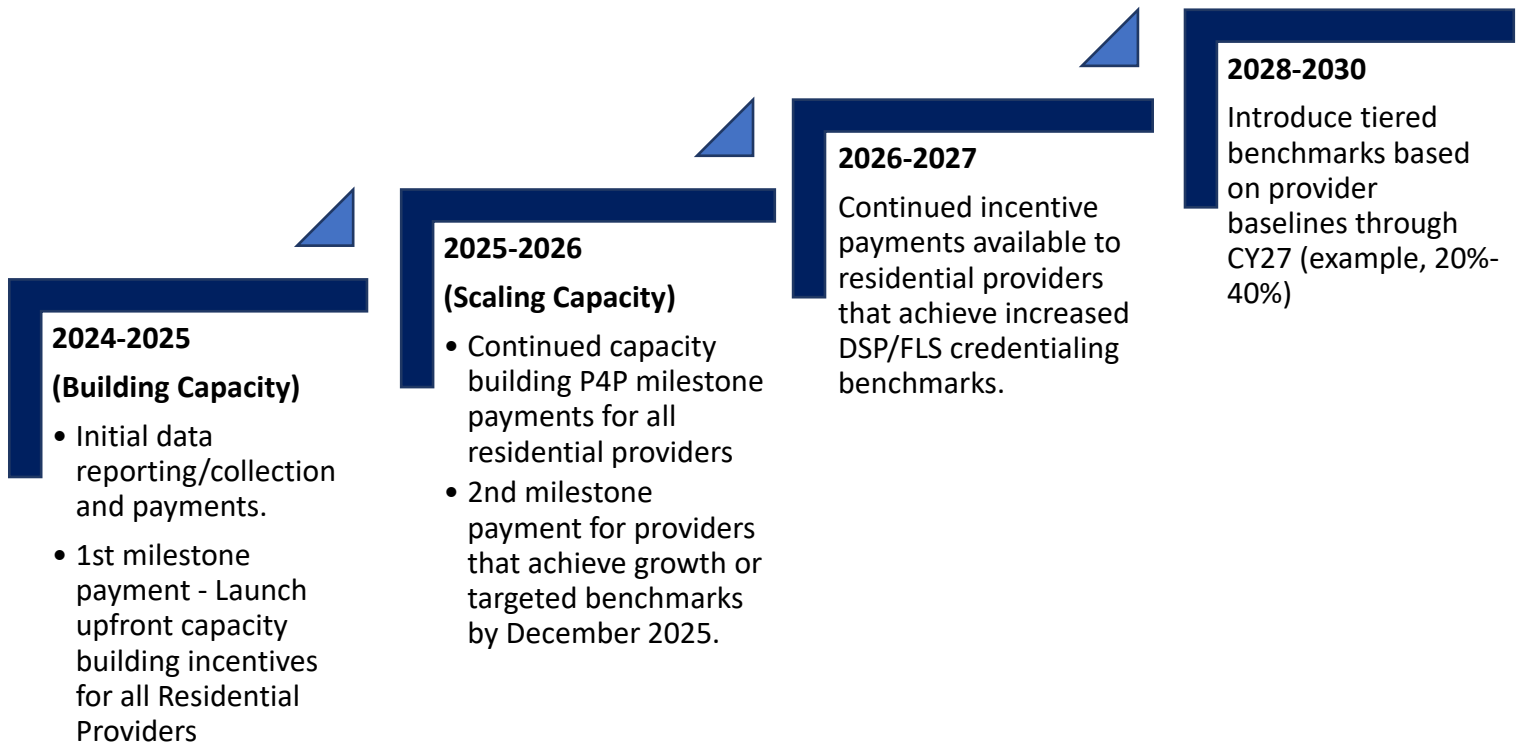 2024-2025
(Building Capacity)
• Initial data
reporting/collection
and payments.
• 1st milestone
payment - Launch
upfront capacity
building incentives
for all Residential
Providers
2025-2026
(Scaling Capacity)
• Continued capacity
building P4P milestone
payments for all
residential providers
• 2nd milestone
payment for providers
that achieve growth or
targeted benchmarks
by December 2025.
2026-2027
Continued incentive
payments available to
residential providers
that achieve increased
DSP/FLS credentialing
benchmarks.
2028-2030
Introduce tiered
benchmarks based
on provider
baselines through
CY27 (example, 20%-
40%)